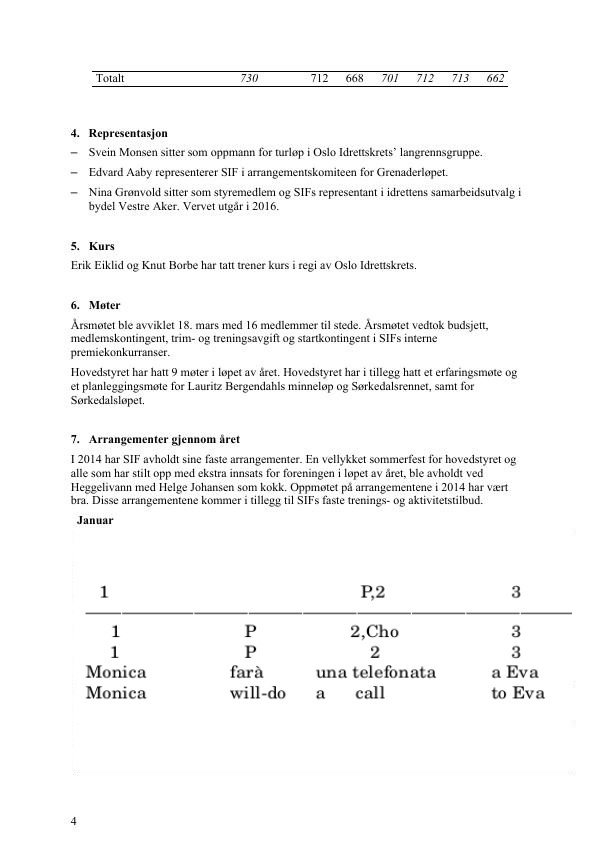 Totalt 730 712 668 701 712 713 662
4. Representasjon
– Svein Monsen sitter som oppmann for turløp i Oslo Idrettskrets’ langrennsgruppe.
– Edvard Aaby representerer SIF i arrangementskomiteen for Grenaderløpet.
– Nina Grønvold sitter som styremedlem og SIFs representant i idrettens samarbeidsutvalg i
bydel Vestre Aker. Vervet utgår i 2016.
5. Kurs
Erik Eiklid og Knut Borbe har tatt trener kurs i regi av Oslo Idrettskrets.
6. Møter
Årsmøtet ble avviklet 18. mars med 16 medlemmer til stede. Årsmøtet vedtok budsjett,
medlemskontingent, trim- og treningsavgift og startkontingent i SIFs interne
premiekonkurranser.
Hovedstyret har hatt 9 møter i løpet av året. Hovedstyret har i tillegg hatt et erfaringsmøte og
et planleggingsmøte for Lauritz Bergendahls minneløp og Sørkedalsrennet, samt for
Sørkedalsløpet.
7. Arrangementer gjennom året
I 2014 har SIF avholdt sine faste arrangementer. En vellykket sommerfest for hovedstyret og
alle som har stilt opp med ekstra innsats for foreningen i løpet av året, ble avholdt ved
Heggelivann med Helge Johansen som kokk. Oppmøtet på arrangementene i 2014 har vært
bra. Disse arrangementene kommer i tillegg til SIFs faste trenings- og aktivitetstilbud.
Januar
1 P,2 3
1 P 2,Cho 3
1 P 2 3
Monica farà una telefonata a Eva
Monica will-do a call to Eva
4